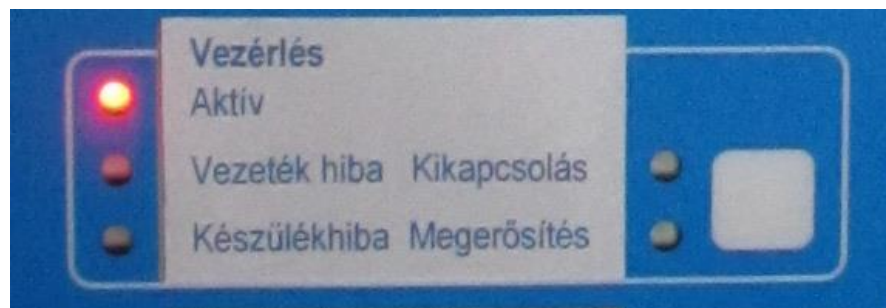 Vezérlés
Aktív
Vezeték hiba Kikapcsolás
Készülékhiba Megerősítés